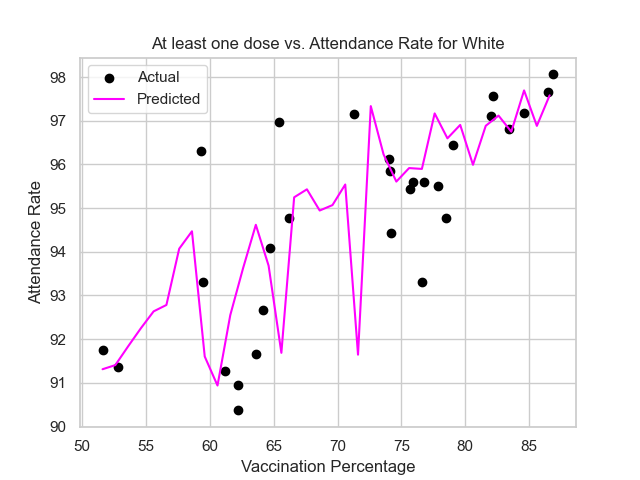 At least one dose vs. Attendance Rate for White
Actual
Predicted
98
97
96
95
94
93
92
91
90
Attendance Rate
50 55 60 65 70 75 80 85
Vaccination Percentage